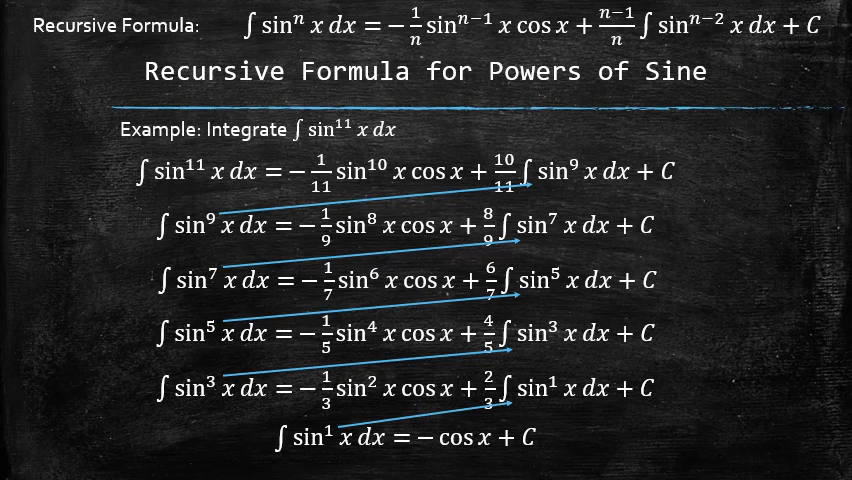 Recursive Formula: ∫ sinⁿ x dx = −1/n sinⁿ⁻¹ x cos x + n−1/n ∫ sinⁿ⁻² x dx + C
Recursive Formula for Powers of Sine
Example: Integrate ∫ sin¹¹ x dx
∫ sin¹¹ x dx = −1/11 sin¹⁰ x cos x + 10/11 ∫ sin⁹ x dx + C
∫ sin⁹ x dx = −1/9 sin⁸ x cos x + 8/9 ∫ sin⁷ x dx + C
∫ sin⁷ x dx = −1/7 sin⁶ x cos x + 6/7 ∫ sin⁵ x dx + C
∫ sin⁵ x dx = −1/5 sin⁴ x cos x + 4/5 ∫ sin³ x dx + C
∫ sin³ x dx = −1/3 sin² x cos x + 2/3 ∫ sin¹ x dx + C
∫ sin¹ x dx = − cos x + C